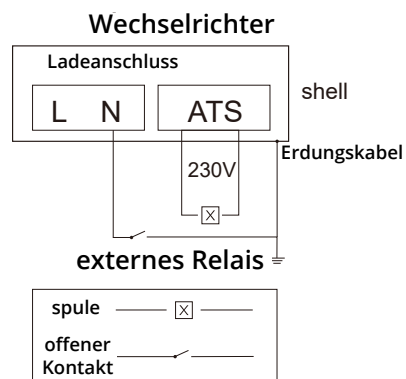 Wechselrichter
Ladeanschluss
L N ATS
shell
Erdungskabel
230V
X
externes Relais
spule X
offener
Kontakt